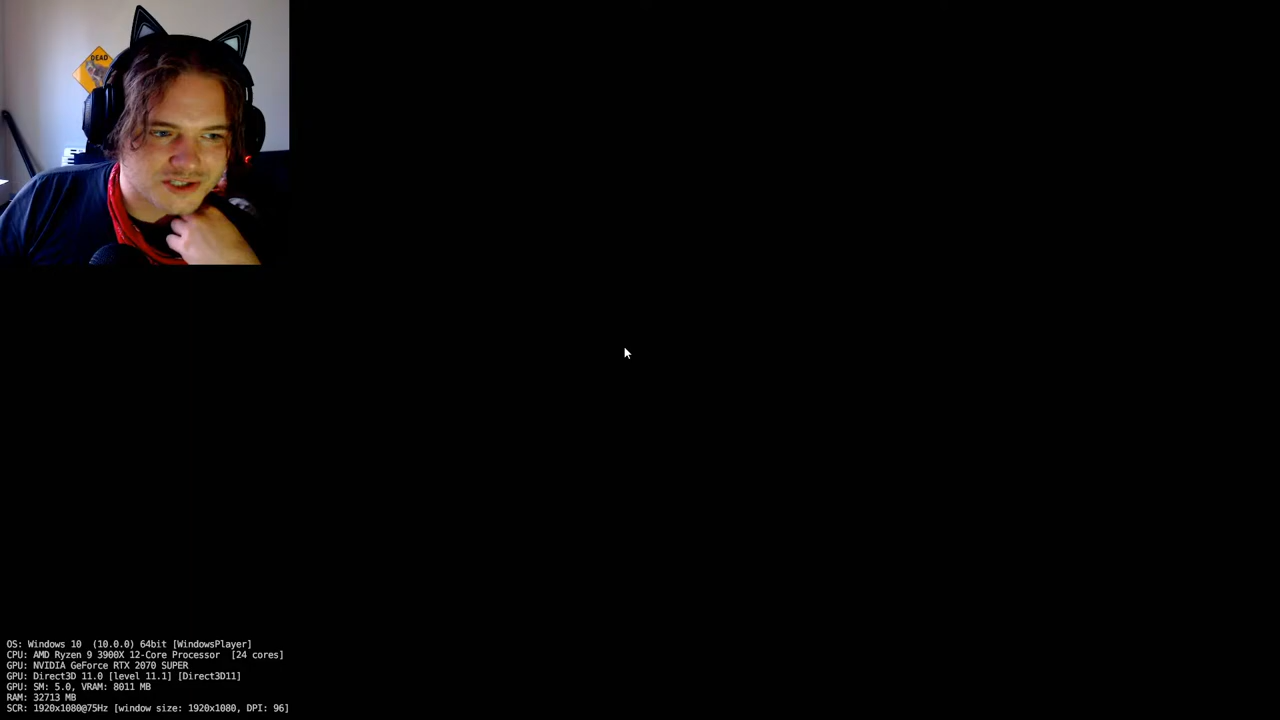 DEAD
OS: Windows 10  (10.0.0) 64bit [WindowsPlayer]
CPU: AMD Ryzen 9 3900X 12-Core Processor  [24 cores]
GPU: NVIDIA GeForce RTX 2070 SUPER
GPU: Direct3D 11.0 [level 11.1] [Direct3D11]
GPU: SM: 5.0, VRAM: 8011 MB
RAM: 32713 MB
SCR: 1920x1080@75Hz [window size: 1920x1080, DPI: 96]